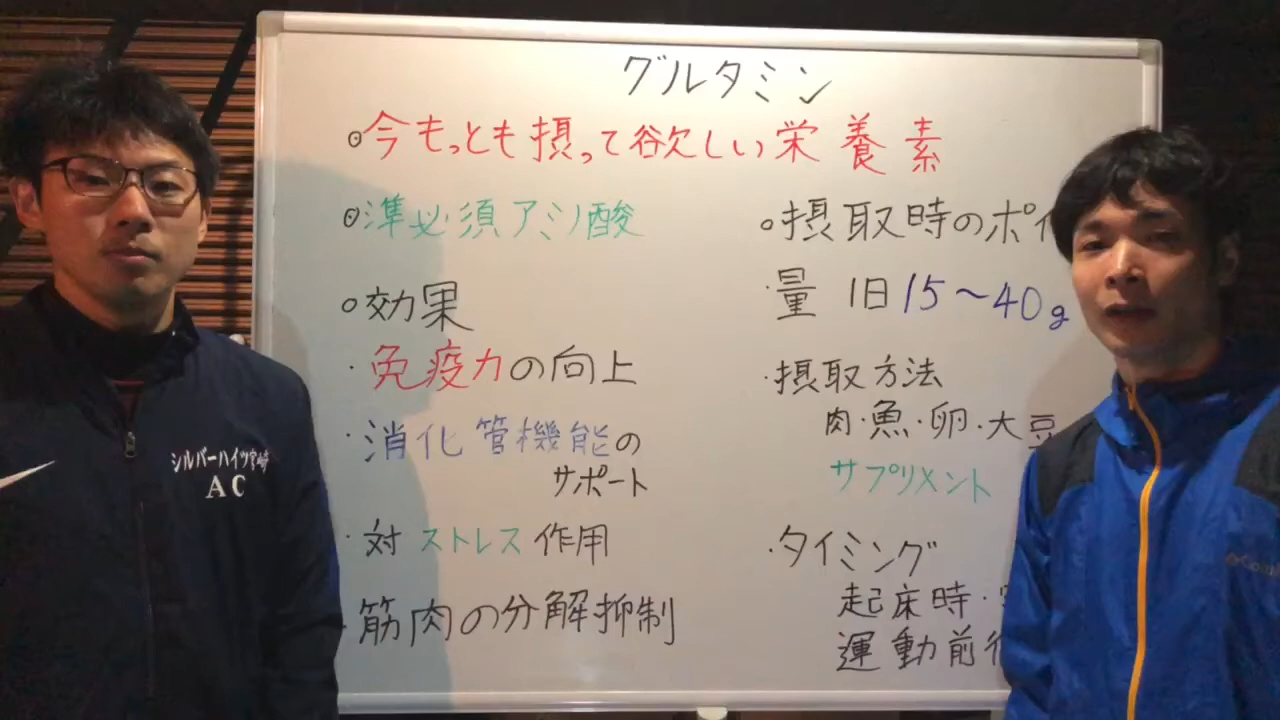 グルタミン
◎今もっとも摂って欲しい栄養素
◎準必須アミノ酸
○効果
・免疫力の向上
・消化管機能の
サポート
・対ストレス作用
・筋肉の分解抑制
○摂取時のポイ
・量 1日15〜40g
・摂取方法
肉・魚・卵・大豆
サプリメント
・タイミング
起床時・
運動前後
シルバーハイツ宮崎
AC
Columbia